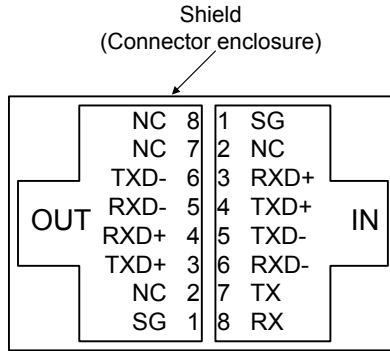 Shield
(Connector enclosure)
NC 8 1 SG
NC 7 2 NC
TXD- 6 3 RXD+
RXD- 5 4 TXD+
OUT IN
RXD+ 4 5 TXD-
TXD+ 3 6 RXD-
NC 2 7 TX
SG 1 8 RX